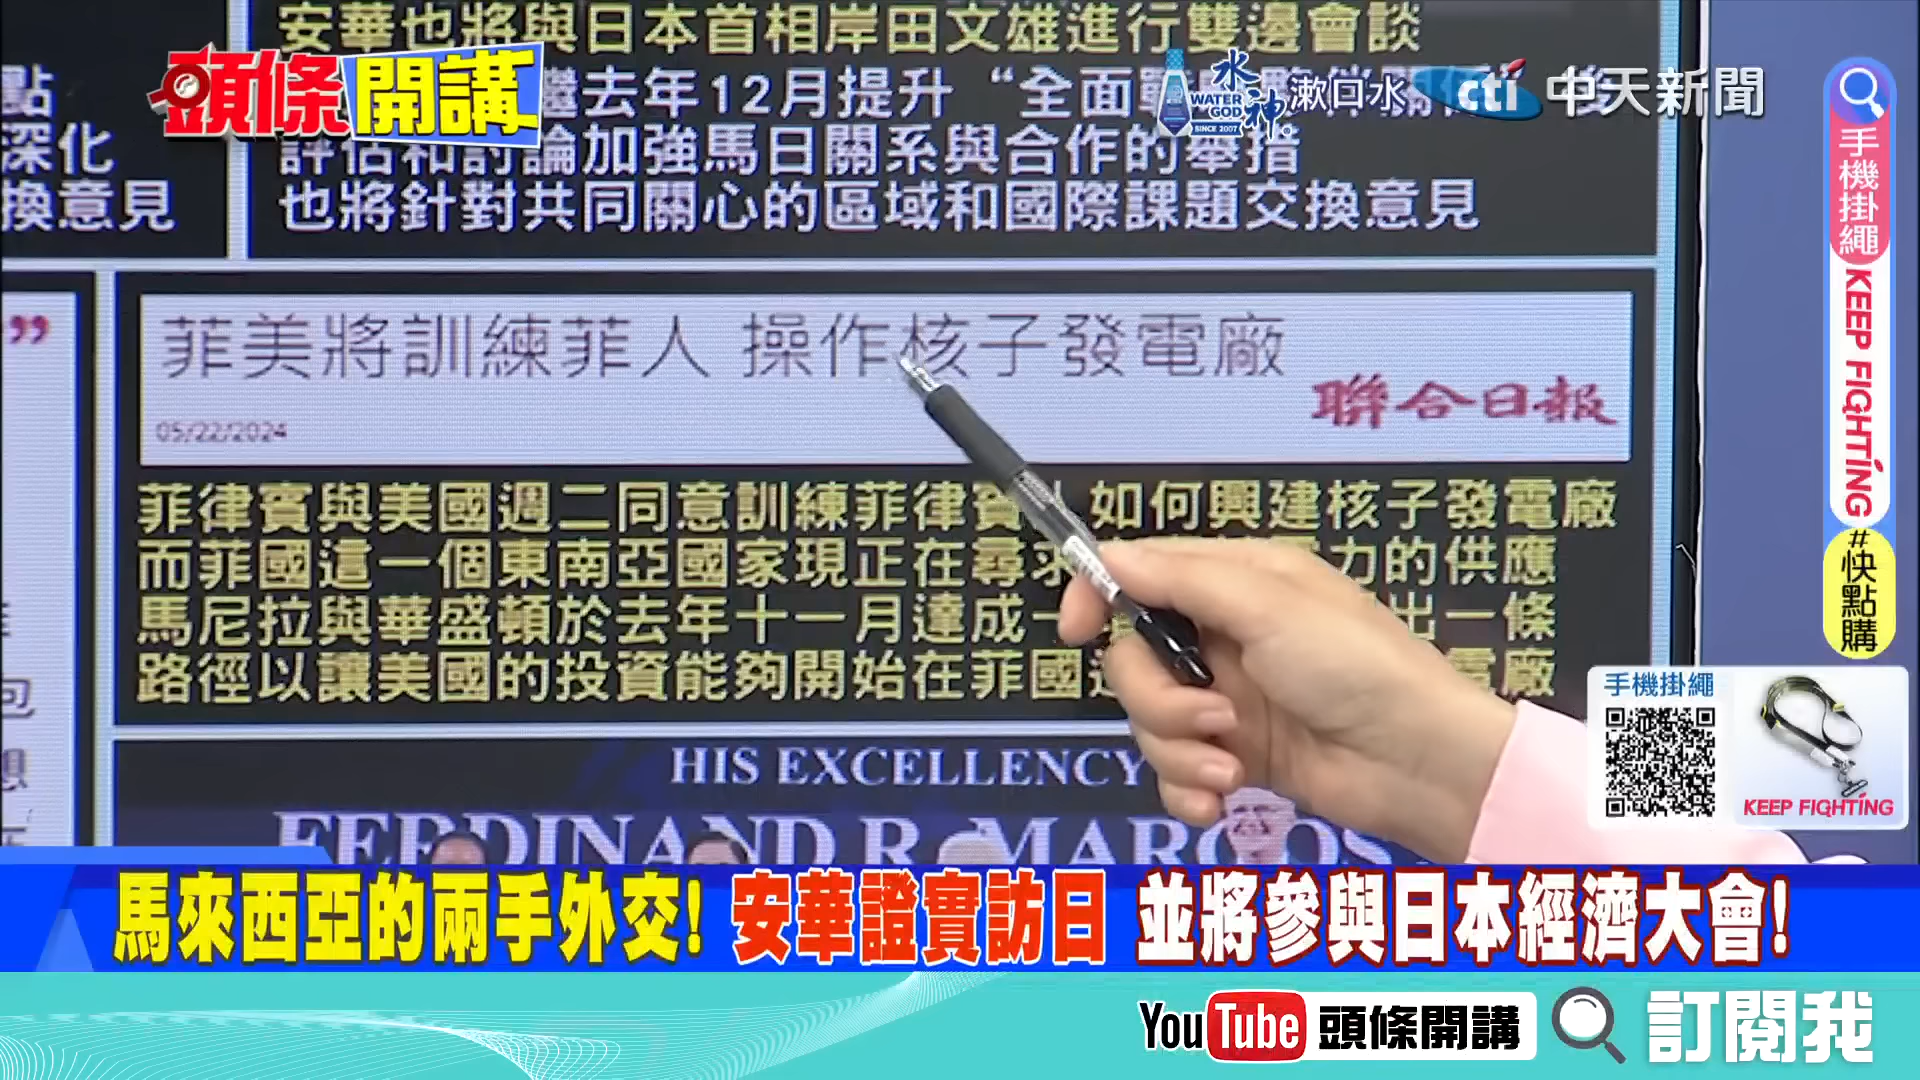 安華也將與日本首相岸田文雄進行雙邊會談
繼去年12月提升“全面
評估和討論加強馬日關系與合作的舉措
也將針對共同關心的區域和國際課題交換意見
點
深化
換意見
頭條開講
水神
WATER GOD
SINCE 2007
漱口水
cti 中天新聞
手機掛繩 KEEP FIGHTING #快點購
”
菲美將訓練菲人 操作核子發電廠
聯合日報
05/22/2024
菲律賓與美國週二同意訓練菲律賓 如何興建核子發電廠
而菲國這一個東南亞國家現正在尋求 力的供應
馬尼拉與華盛頓於去年十一月達成一 出一條
路徑以讓美國的投資能夠開始在菲國 電廠
想
HIS EXCELLENCY
FERDINAND R. MARCOS
手機掛繩
KEEP FIGHTING
馬來西亞的兩手外交! 安華證實訪日 並將參與日本經濟大會!
YouTube 頭條開講 訂閱我